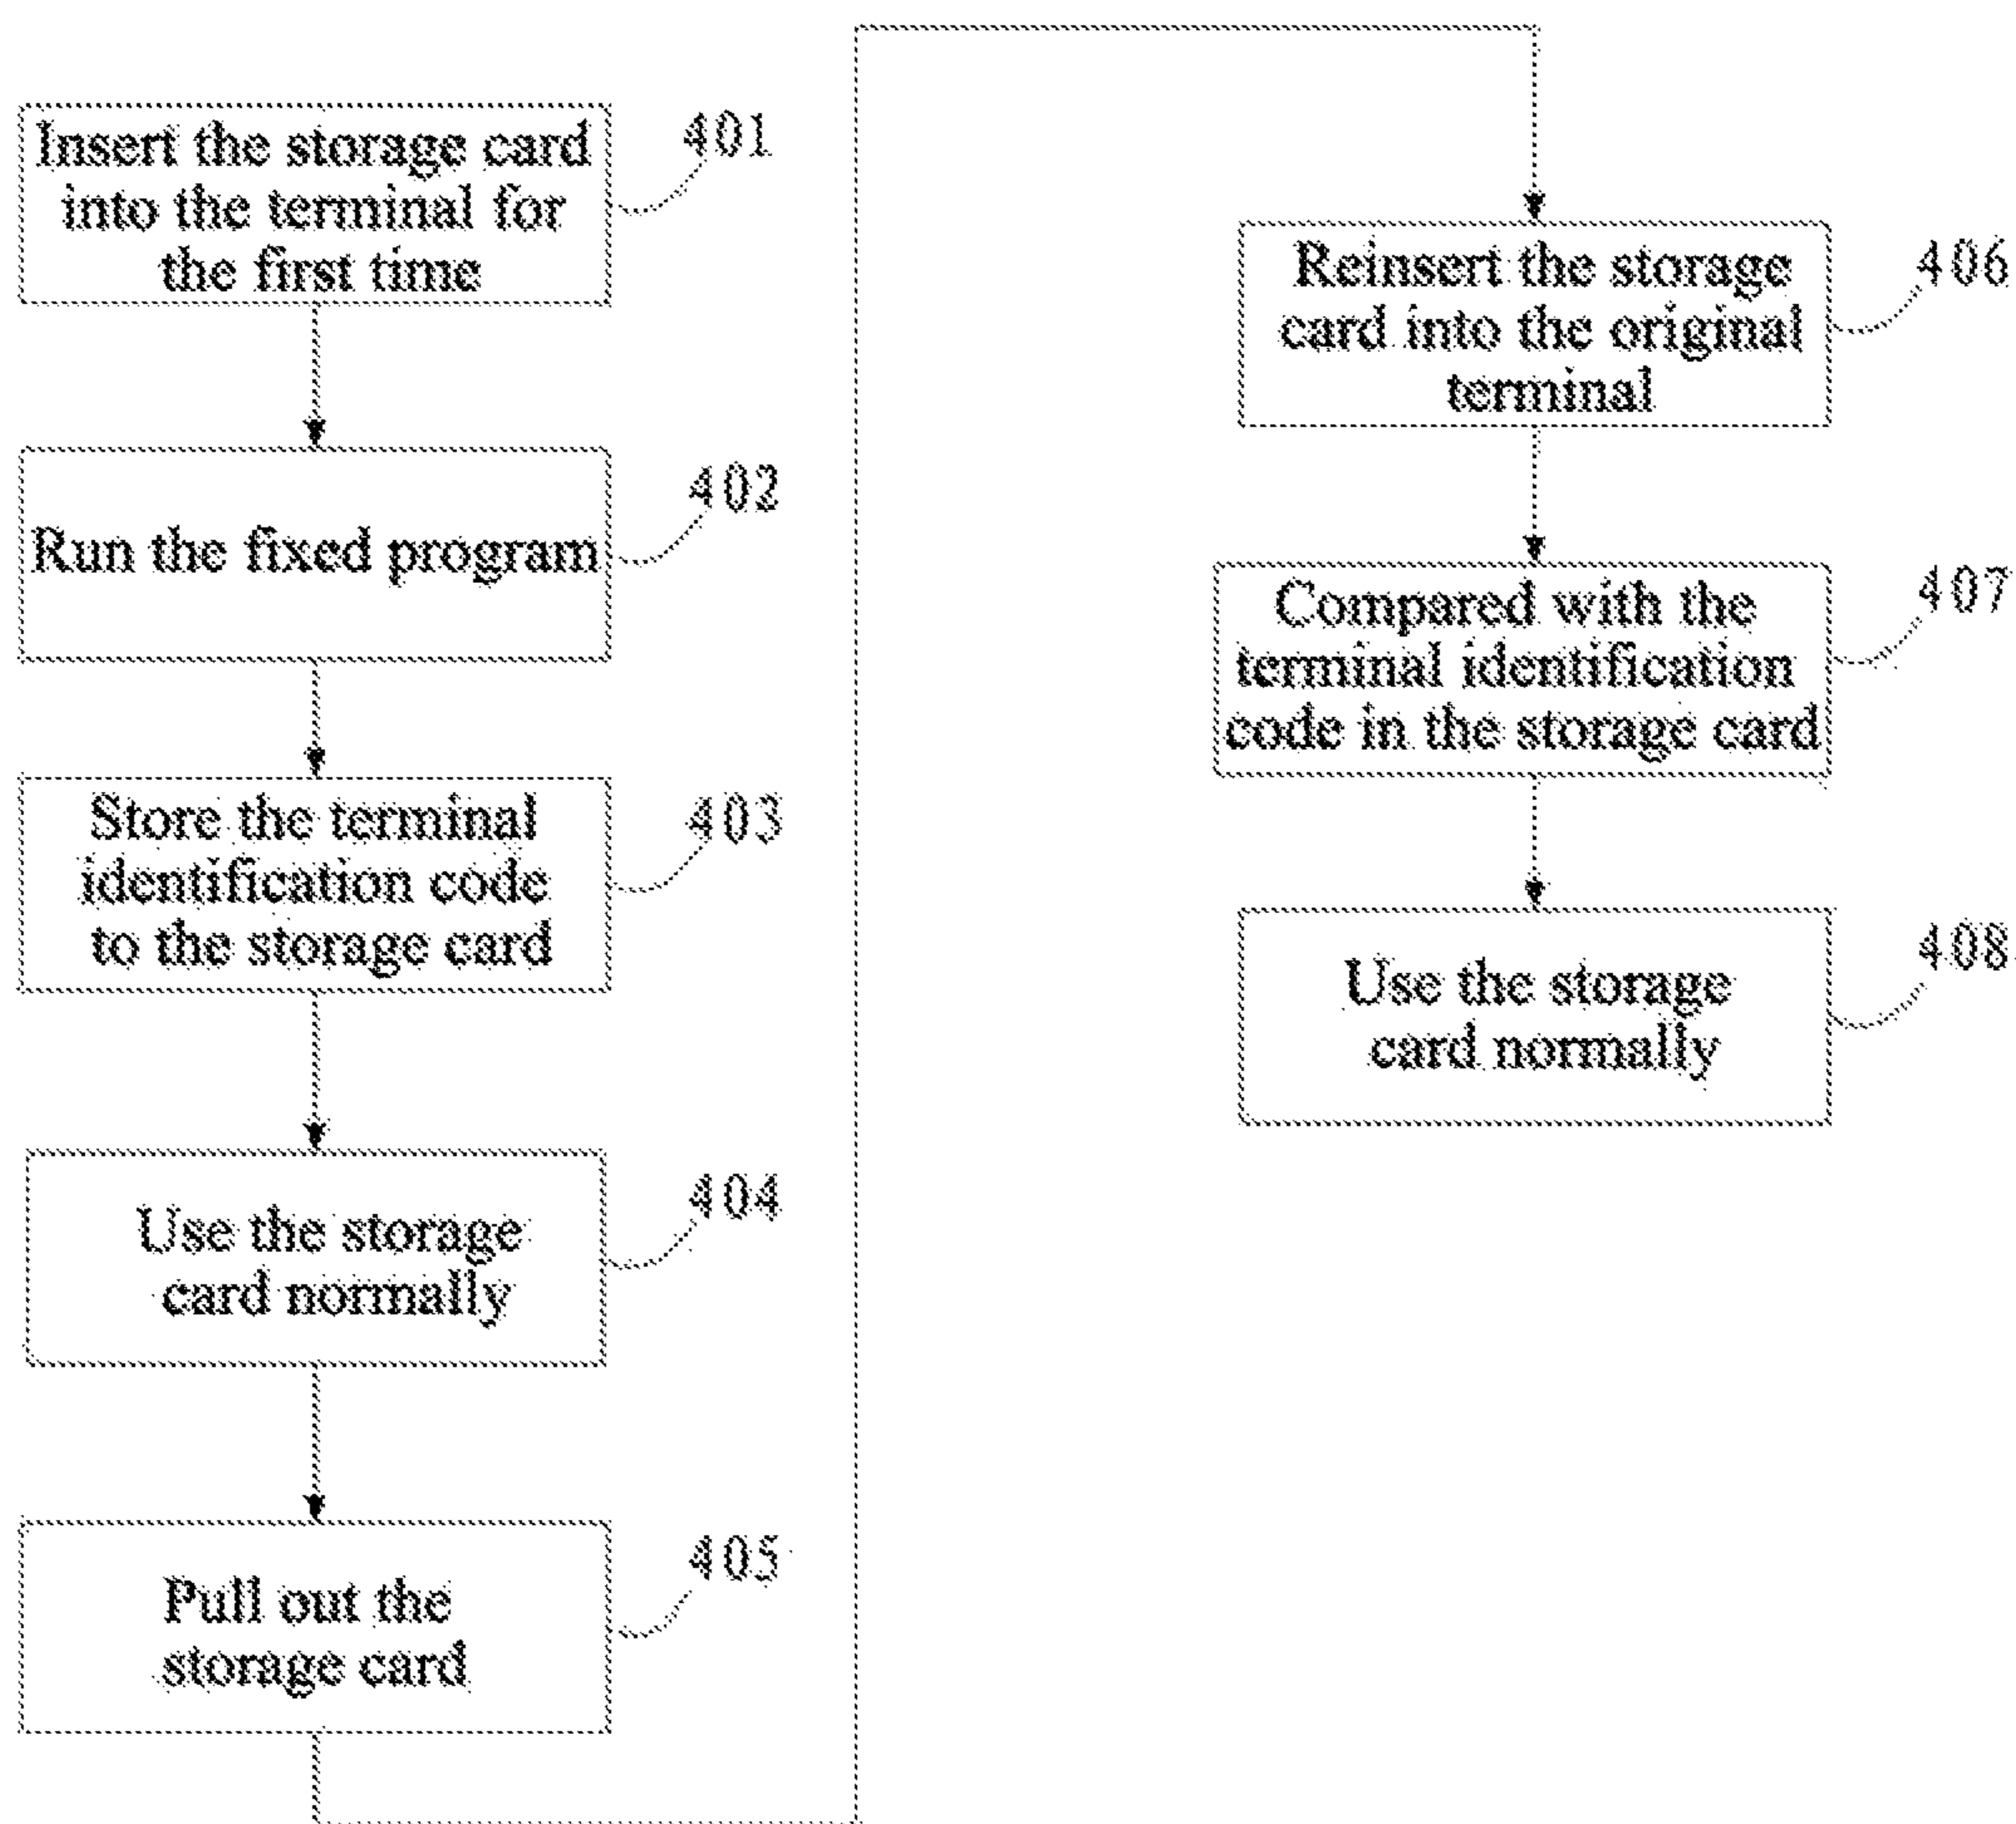 Insert the storage card
into the terminal for
the first time
401
Run the fixed program
402
Store the terminal
identification code
to the storage card
403
Use the storage
card normally
404
Pull out the
storage card
405
Reinsert the storage
card into the original
terminal
406
Compared with the
terminal identification
code in the storage card
407
Use the storage
card normally
408